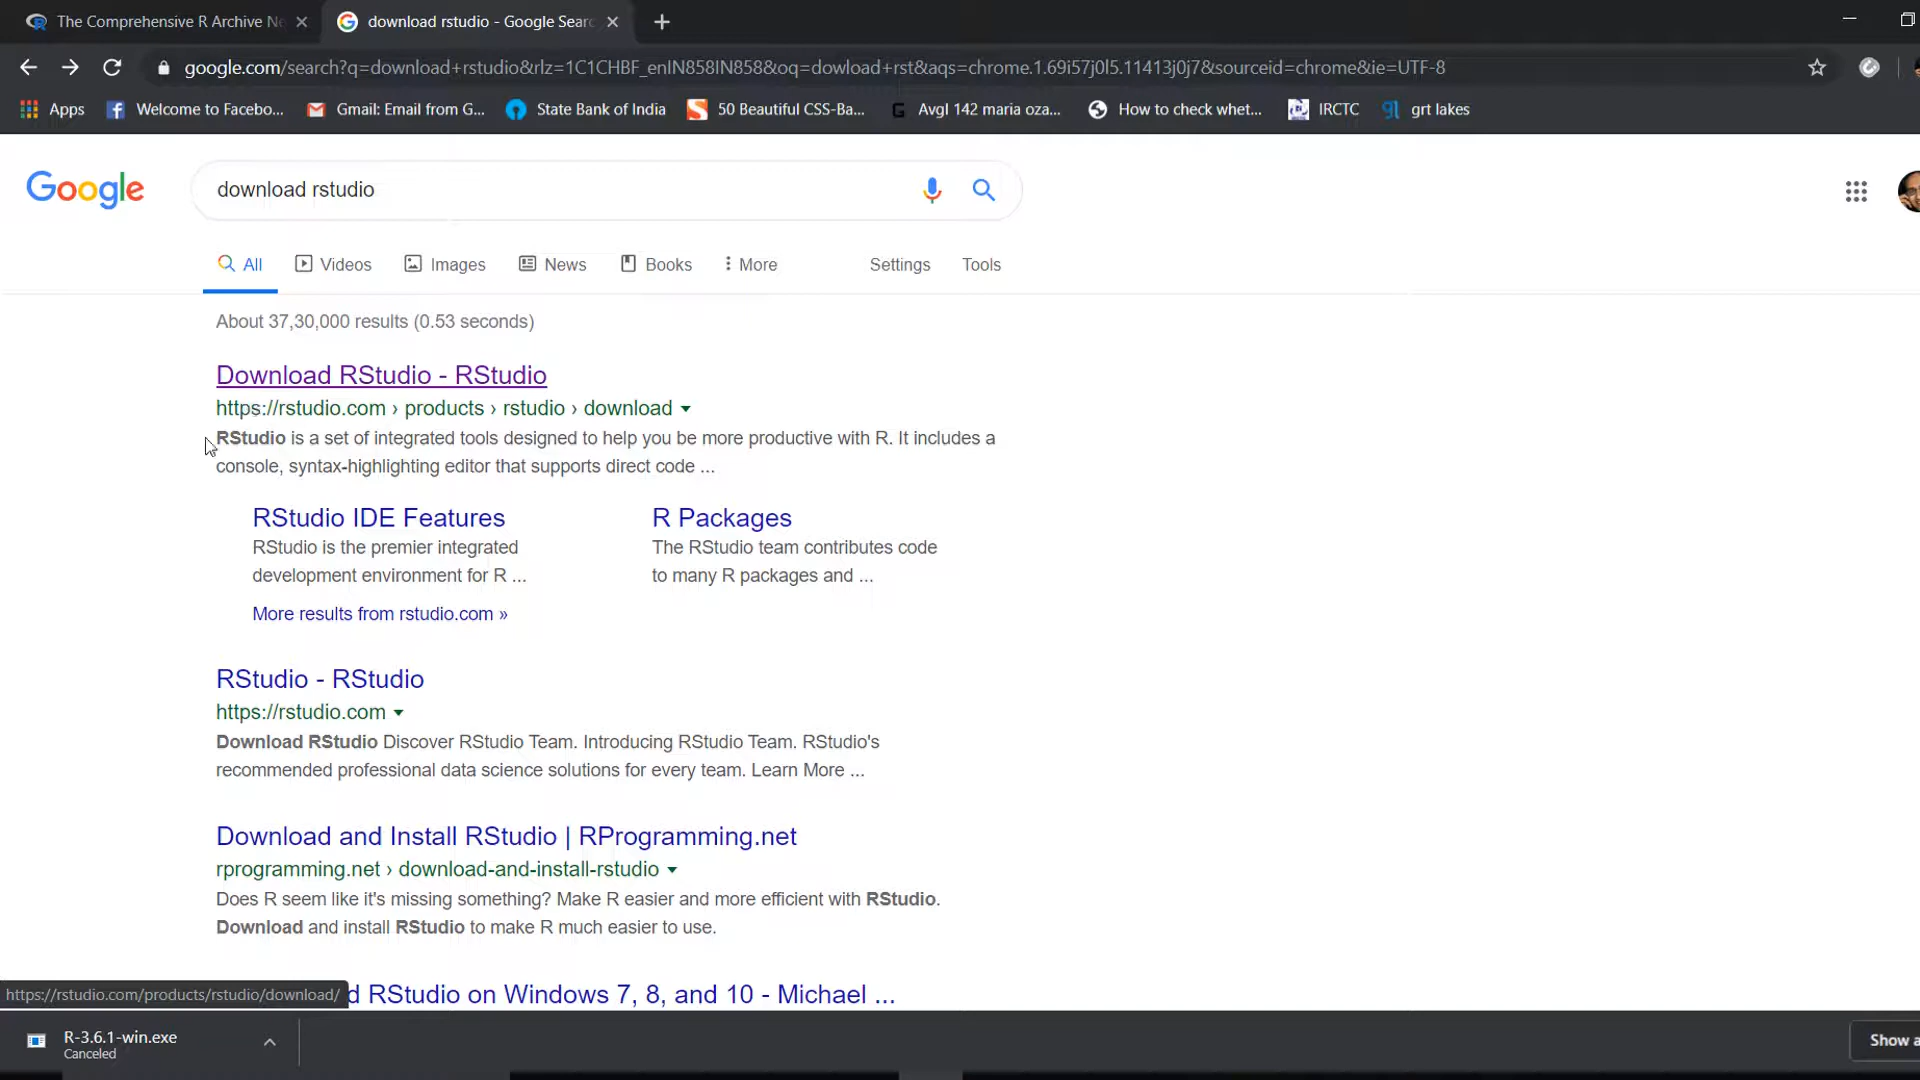 The Comprehensive R Archive Ne
download rstudio - Google Sear
google.com/search?q=download+rstudio&rlz=1C1CHBF_enIN858IN858&oq=dowload+rst&aqs=chrome.1.69i57j0l5.11413j0j7&sourceid=chrome&ie=UTF-8
Apps Welcome to Facebo... Gmail: Email from G... State Bank of India 50 Beautiful CSS-Ba... Avgl 142 maria oza... How to check whet... IRCTC grt lakes
Google
download rstudio
All Videos Images News Books More Settings Tools
About 37,30,000 results (0.53 seconds)
Download RStudio - RStudio
https://rstudio.com › products › rstudio › download
RStudio is a set of integrated tools designed to help you be more productive with R. It includes a
console, syntax-highlighting editor that supports direct code ...
RStudio IDE Features
RStudio is the premier integrated
development environment for R ...
R Packages
The RStudio team contributes code
to many R packages and ...
More results from rstudio.com »
RStudio - RStudio
https://rstudio.com
Download RStudio Discover RStudio Team. Introducing RStudio Team. RStudio's
recommended professional data science solutions for every team. Learn More ...
Download and Install RStudio | RProgramming.net
rprogramming.net › download-and-install-rstudio
Does R seem like it's missing something? Make R easier and more efficient with RStudio.
Download and install RStudio to make R much easier to use.
d RStudio on Windows 7, 8, and 10 - Michael ...
https://rstudio.com/products/rstudio/download/
R-3.6.1-win.exe
Canceled
Show a